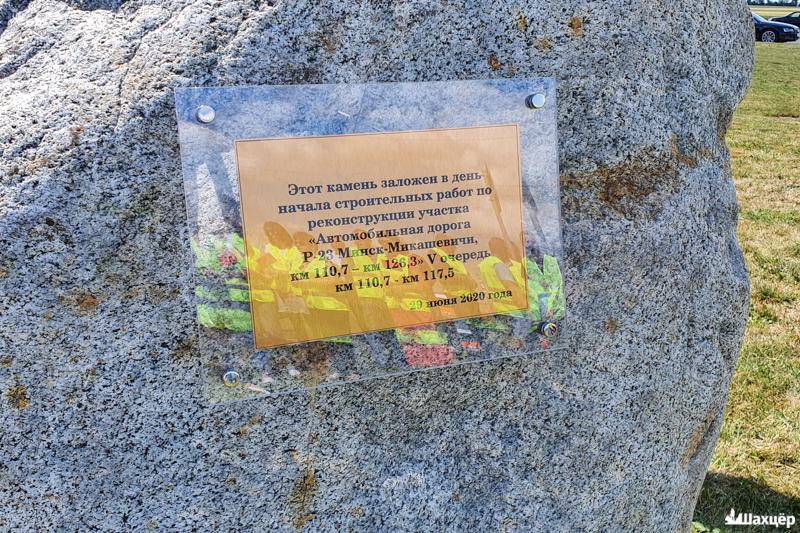 Этот камень заложен в день
начала строительных работ по
реконструкции участка
«Автомобильная дорога
Р 23 Минск-Микашевичи,
км 110,7 – км 126,3» V очередь
км 110,7 - км 117,5
29 июня 2020 года
Шахцёр